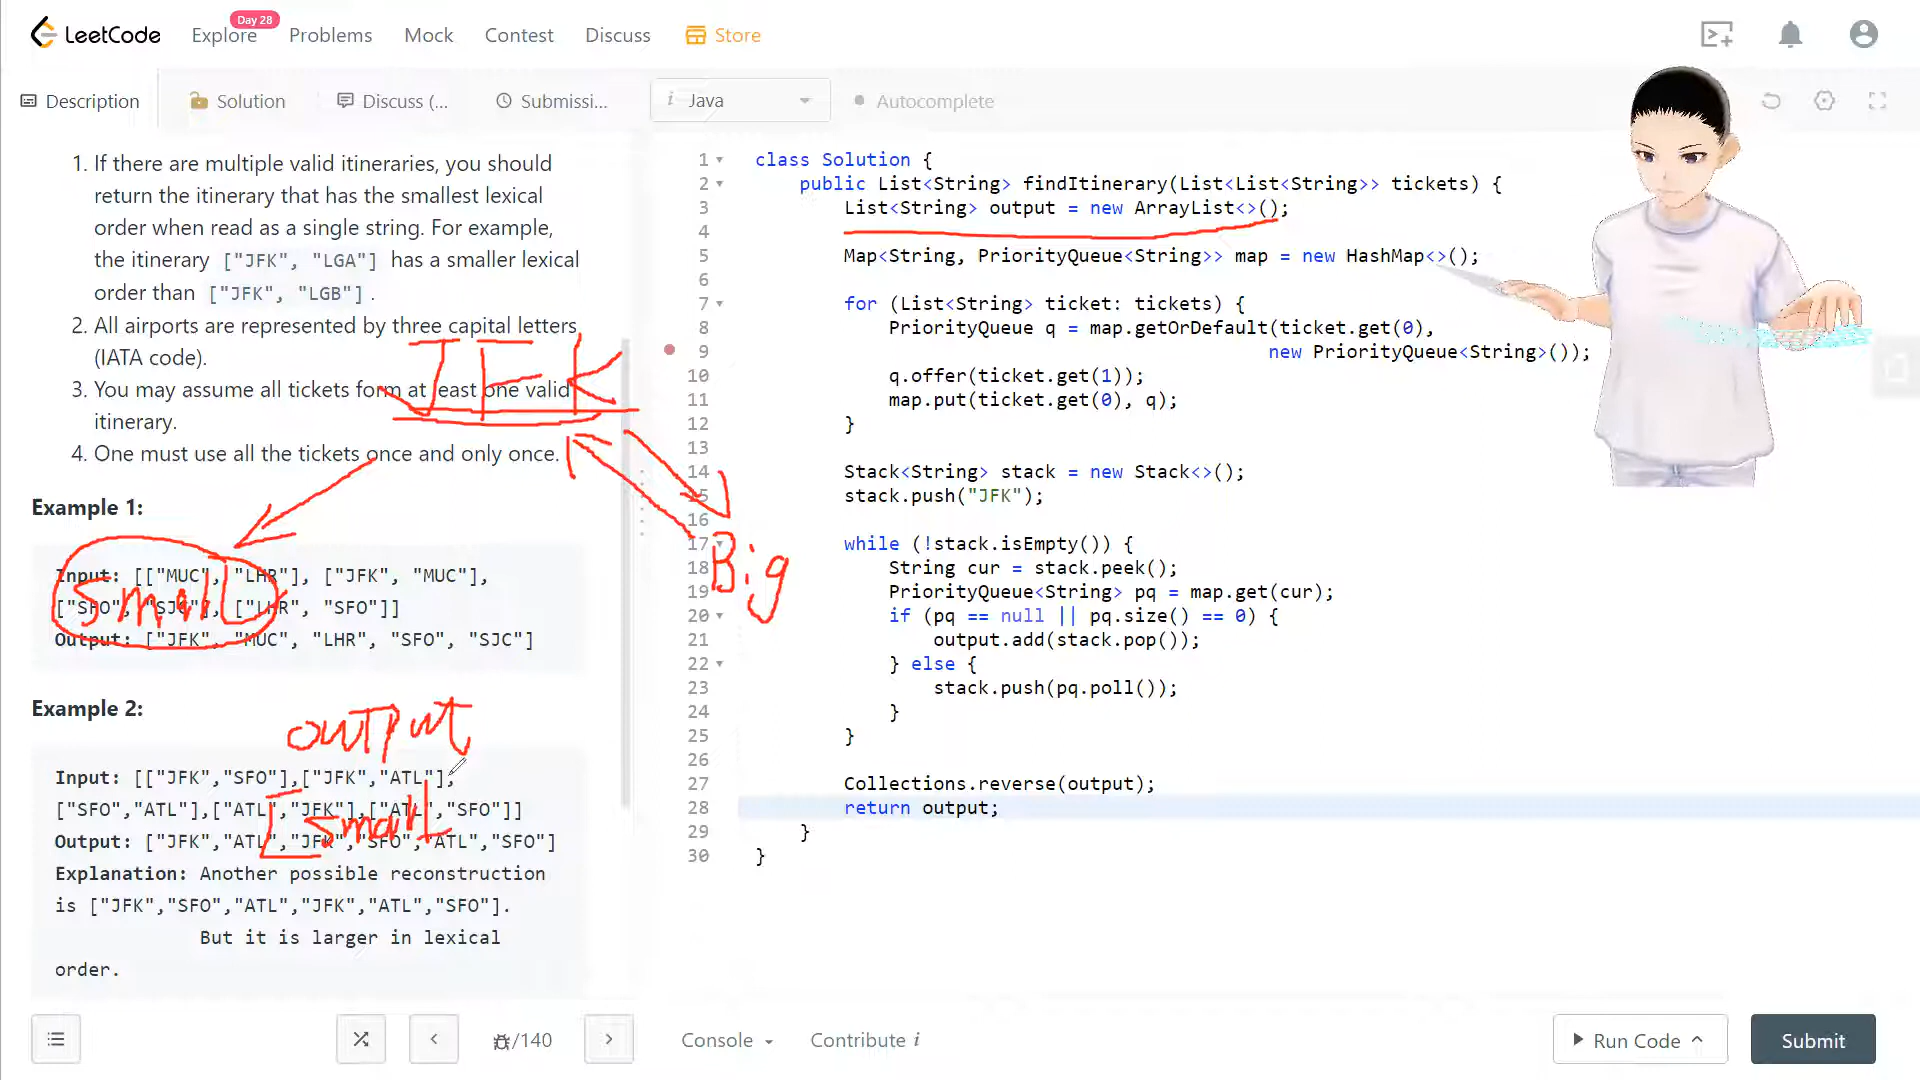 LeetCode
Explore
Day 28
Problems
Mock
Contest
Discuss
Store
Description
Solution
Discuss (...
Submissi...
i Java
Autocomplete
1. If there are multiple valid itineraries, you should
return the itinerary that has the smallest lexical
order when read as a single string. For example,
the itinerary ["JFK", "LGA"] has a smaller lexical
order than ["JFK", "LGB"].
2. All airports are represented by three capital letters
(IATA code).
3. You may assume all tickets form at least one valid
itinerary.
4. One must use all the tickets once and only once.
JFK
Big
Example 1:
Input: [["MUC", "LHR"], ["JFK", "MUC"],
["SFO", "SJC"], ["LHR", "SFO"]]
Output: ["JFK", "MUC", "LHR", "SFO", "SJC"]
Small
Example 2:
output
Input: [["JFK","SFO"],["JFK","ATL"],
["SFO","ATL"],["ATL","JFK"],["ATL","SFO"]]
Output: ["JFK","ATL","JFK","SFO","ATL","SFO"]
[Small
Explanation: Another possible reconstruction
is ["JFK","SFO","ATL","JFK","ATL","SFO"].
But it is larger in lexical
order.
1 class Solution {
2 public List<String> findItinerary(List<List<String>> tickets) {
3 List<String> output = new ArrayList<>();
4
5 Map<String, PriorityQueue<String>> map = new HashMap<>();
6
7 for (List<String> ticket: tickets) {
8 PriorityQueue q = map.getOrDefault(ticket.get(0),
9 new PriorityQueue<String>());
10 q.offer(ticket.get(1));
11 map.put(ticket.get(0), q);
12 }
13
14 Stack<String> stack = new Stack<>();
15 stack.push("JFK");
16
17 while (!stack.isEmpty()) {
18 String cur = stack.peek();
19 PriorityQueue<String> pq = map.get(cur);
20 if (pq == null || pq.size() == 0) {
21 output.add(stack.pop());
22 } else {
23 stack.push(pq.poll());
24 }
25 }
26
27 Collections.reverse(output);
28 return output;
29 }
30 }
/140
Console
Contribute i
Run Code
Submit